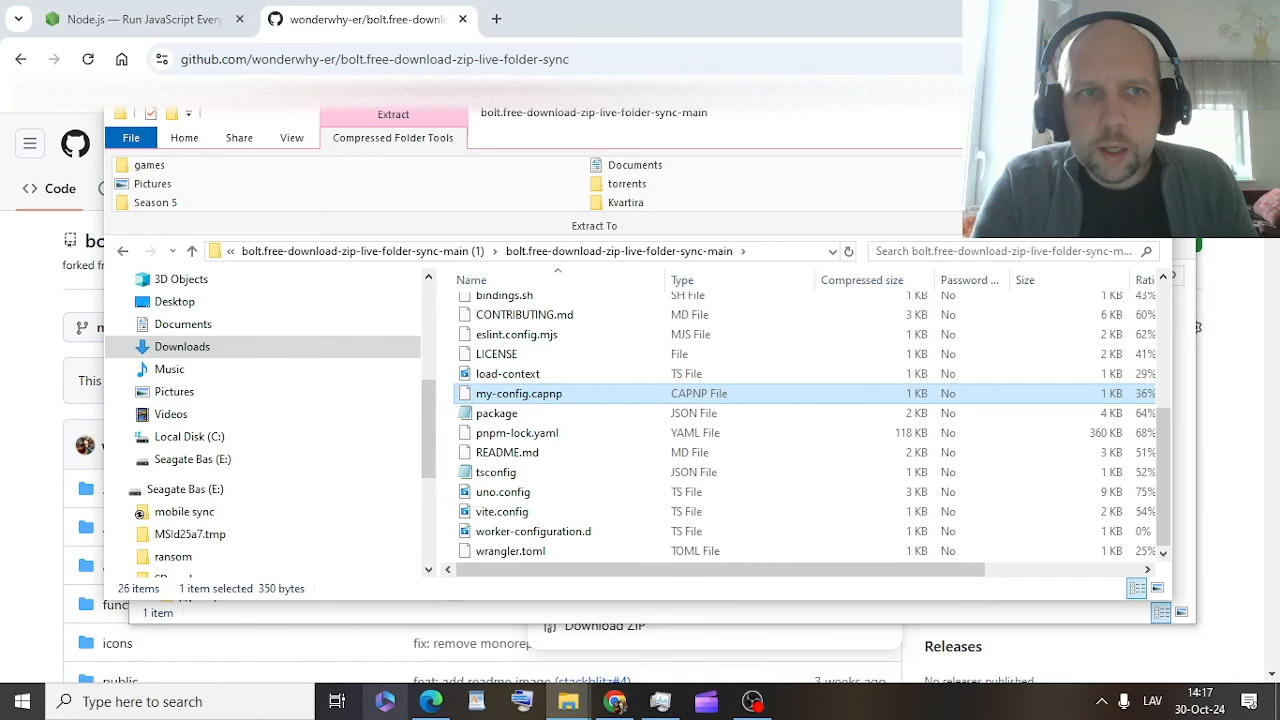 Node.js — Run JavaScript Every
wonderwhy-er/bolt.free-downl
github.com/wonderwhy-er/bolt.free-download-zip-live-folder-sync
Extract
bolt.free-download-zip-live-folder-sync-main
File
Home
Share
View
Compressed Folder Tools
games
Documents
Pictures
torrents
Season 5
Kvartira
Extract To
Code
bo
forked f
This
bolt.free-download-zip-live-folder-sync-main (1)
bolt.free-download-zip-live-folder-sync-main
Search bolt.free-download-zip-live-folder-sync-m...
Name
Type
Compressed size
Password ...
Size
Rati
3D Objects
Desktop
Documents
Downloads
Music
Pictures
Videos
Local Disk (C:)
Seagate Bas (E:)
Seagate Bas (E:)
mobile sync
MSId25a7.tmp
ransom
bindings.sh SH File 1 KB No 1 KB 43%
CONTRIBUTING.md MD File 3 KB No 6 KB 60%
eslint.config.mjs MJS File 1 KB No 2 KB 62%
LICENSE File 1 KB No 2 KB 41%
load-context TS File 1 KB No 1 KB 29%
my-config.capnp CAPNP File 1 KB No 1 KB 36%
package JSON File 2 KB No 4 KB 64%
pnpm-lock.yaml YAML File 118 KB No 360 KB 68%
README.md MD File 2 KB No 3 KB 51%
tsconfig JSON File 1 KB No 1 KB 52%
uno.config TS File 3 KB No 9 KB 75%
vite.config TS File 1 KB No 2 KB 54%
worker-configuration.d TS File 1 KB No 1 KB 0%
wrangler.toml TOML File 1 KB No 1 KB 25%
26 items 1 item selected 350 bytes
func
1 item
Download ZIP
icons
fix: remove monorep
Releases
public
feat: add readme image (stackblitz#4)
3 weeks ago
No releases published
Type here to search
LAV
14:17
30-Oct-24